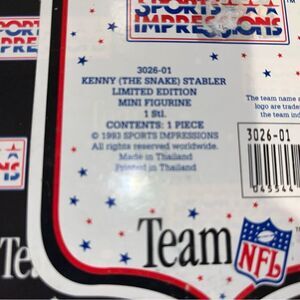 SPORTS
IMPRESSIONS
3026-01
KENNY (THE SNAKE) STABLER
LIMITED EDITION
MINI FIGURINE
1 Stl.
CONTENTS: 1 PIECE
© 1993 SPORTS IMPRESSIONS
All rights reserved worldwide.
Made in Thailand
Printed in Thailand
The team name
logo are trademar
the team ind
3026-01
Team NFL